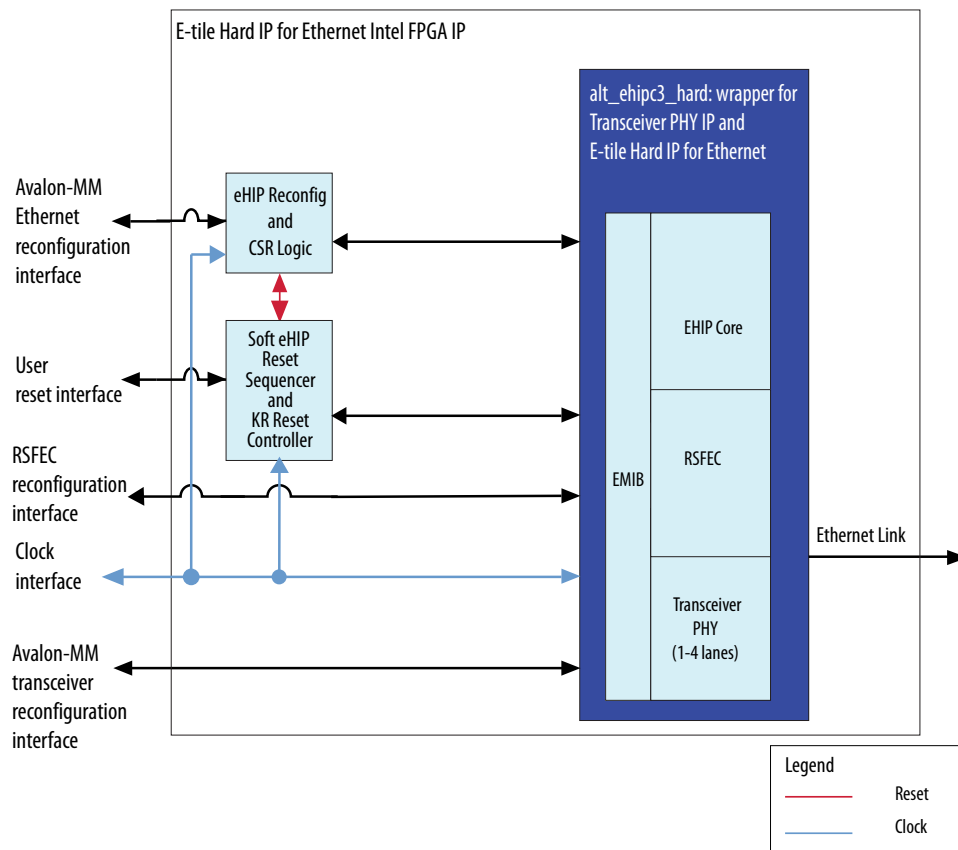 E-tile Hard IP for Ethernet Intel FPGA IP
alt_ehipc3_hard: wrapper for
Transceiver PHY IP and
E-tile Hard IP for Ethernet
Avalon-MM
Ethernet
reconfiguration
interface
eHIP Reconfig
and
CSR Logic
User
reset interface
Soft eHIP
Reset
Sequencer
and
KR Reset
Controller
RSFEC
reconfiguration
interface
Clock
interface
Avalon-MM
transceiver
reconfiguration
interface
EMIB
EHIP Core
RSFEC
Transceiver
PHY
(1-4 lanes)
Ethernet Link
Legend
Reset
Clock